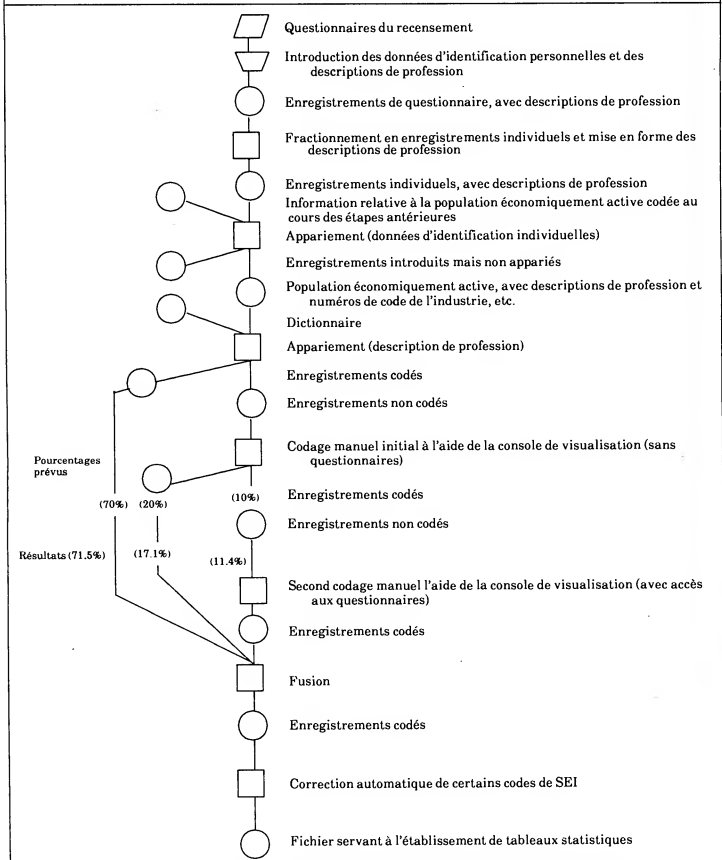 Questionnaires du recensement
Introduction des données d'identification personnelles et des
descriptions de profession
Enregistrements de questionnaire, avec descriptions de profession
Fractionnement en enregistrements individuels et mise en forme des
descriptions de profession
Enregistrements individuels, avec descriptions de profession
Information relative à la population économiquement active codée au
cours des étapes antérieures
Appariement (données d'identification individuelles)
Enregistrements introduits mais non appariés
Population économiquement active, avec descriptions de profession et
numéros de code de l'industrie, etc.
Dictionnaire
Appariement (description de profession)
Enregistrements codés
Enregistrements non codés
Codage manuel initial à l'aide de la console de visualisation (sans
questionnaires)
Pourcentages
prévus
(70%) (20%) (10%)
Enregistrements codés
Enregistrements non codés
Résultats (71,5%) (17.1%) (11.4%)
Second codage manuel l'aide de la console de visualisation (avec accès
aux questionnaires)
Enregistrements codés
Fusion
Enregistrements codés
Correction automatique de certains codes de SEI
Fichier servant à l'établissement de tableaux statistiques